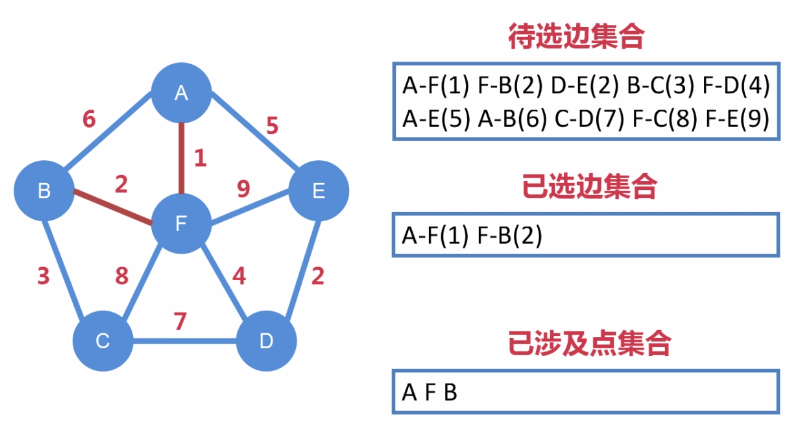 A
B
C
D
E
F
6
5
1
2
9
3
8
4
2
7
待选边集合
A-F(1) F-B(2) D-E(2) B-C(3) F-D(4)
A-E(5) A-B(6) C-D(7) F-C(8) F-E(9)
已选边集合
A-F(1) F-B(2)
已涉及点集合
A F B